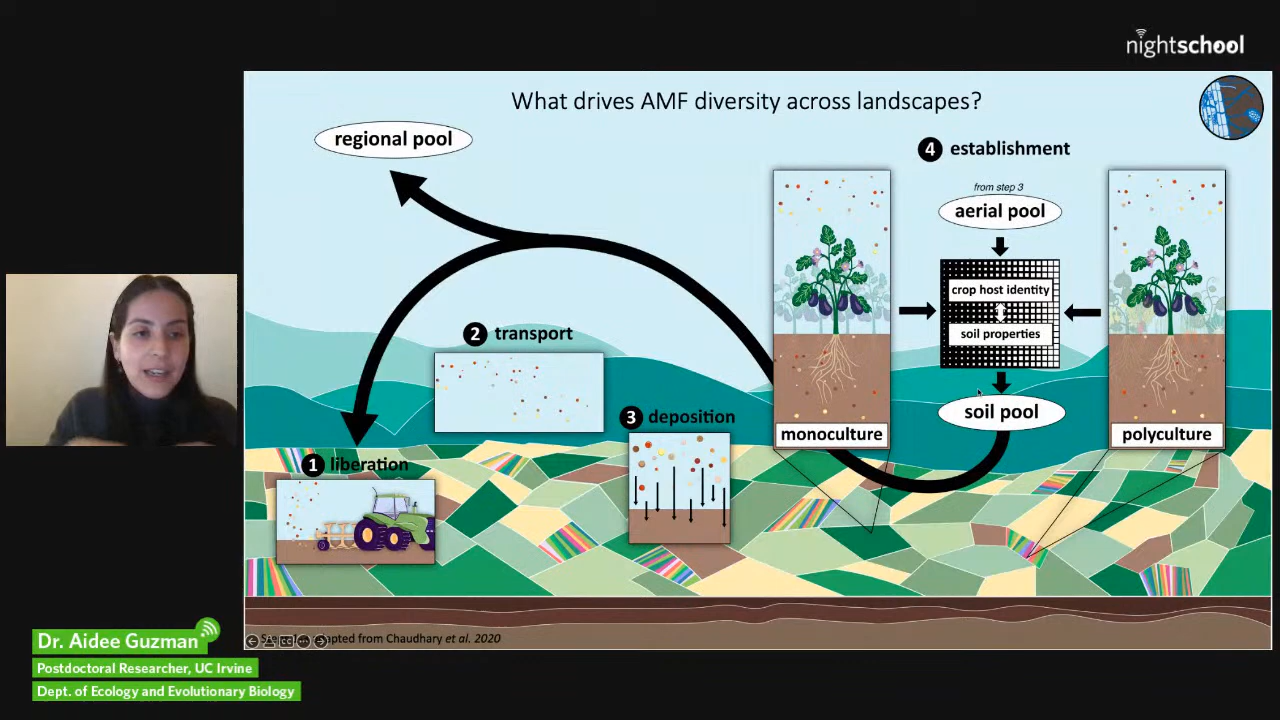 nightschool
What drives AMF diversity across landscapes?
regional pool
4 establishment
from step 3
aerial pool
crop host identity
soil properties
2 transport
soil pool
3 deposition
monoculture
polyculture
1 liberation
adapted from Chaudhary et al. 2020
Dr. Aidee Guzman
Postdoctoral Researcher, UC Irvine
Dept. of Ecology and Evolutionary Biology